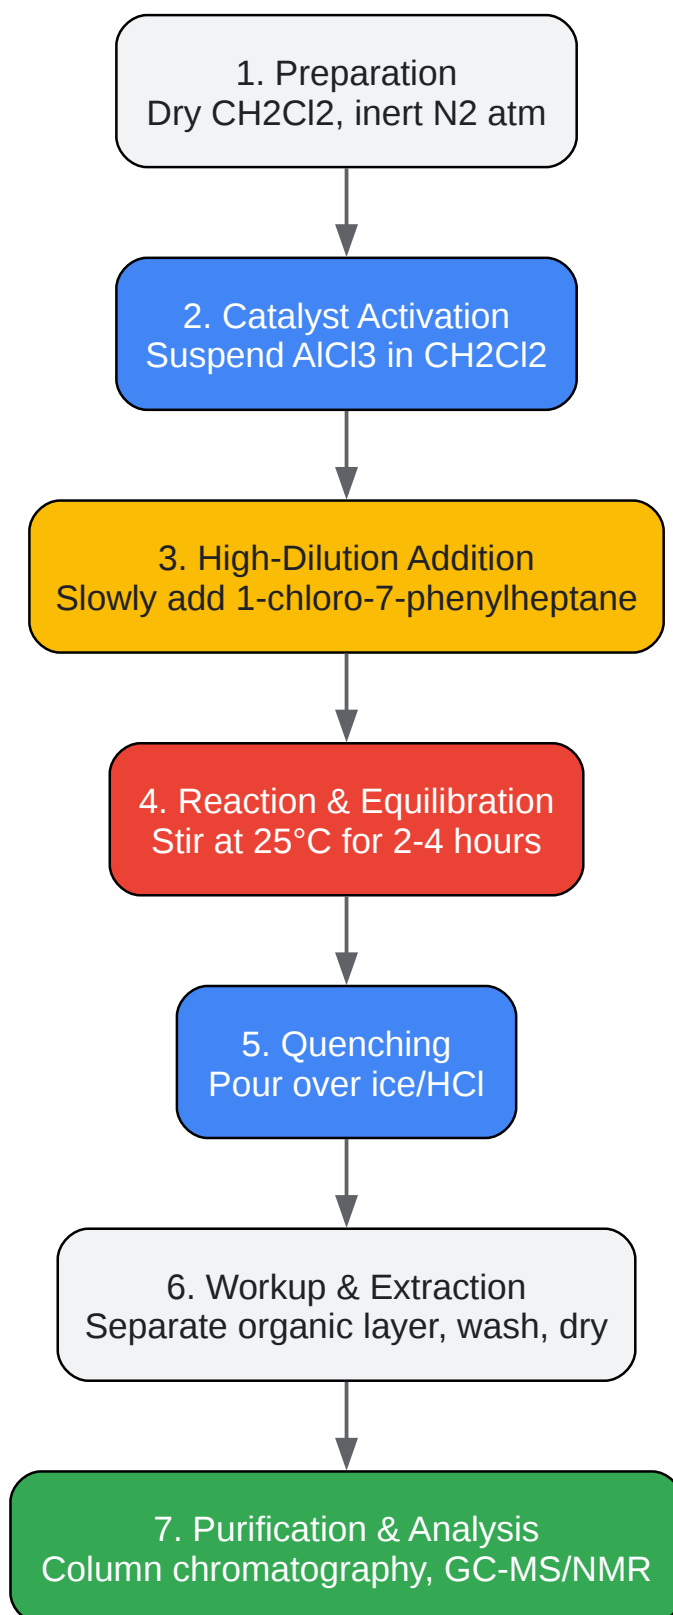 1. Preparation
Dry CH2Cl2, inert N2 atm
2. Catalyst Activation
Suspend AlCl3 in CH2Cl2
3. High-Dilution Addition
Slowly add 1-chloro-7-phenylheptane
4. Reaction & Equilibration
Stir at 25°C for 2-4 hours
5. Quenching
Pour over ice/HCl
6. Workup & Extraction
Separate organic layer, wash, dry
7. Purification & Analysis
Column chromatography, GC-MS/NMR